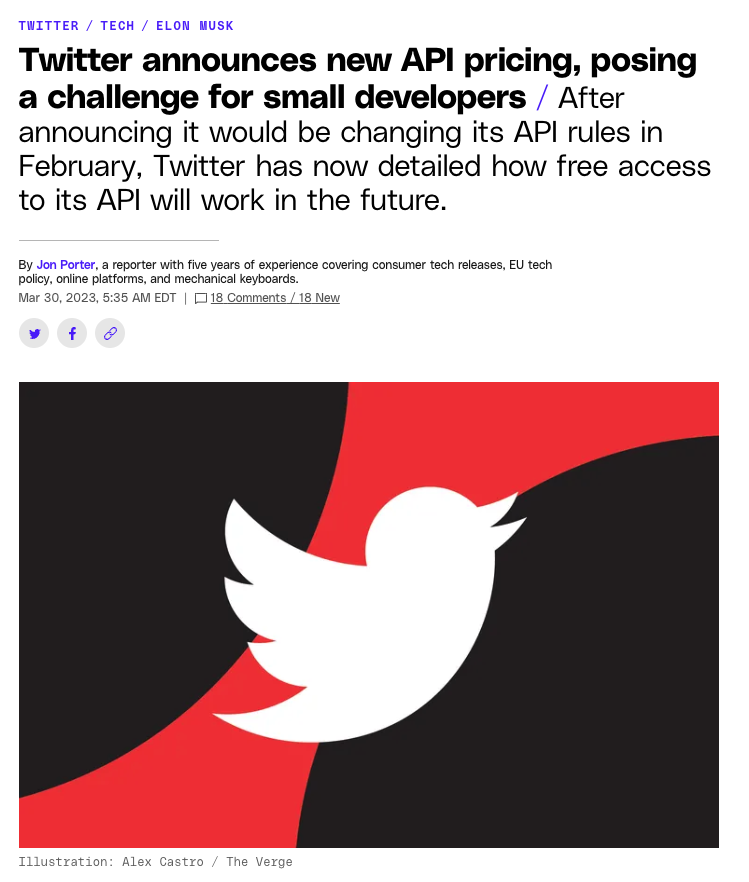 TWITTER / TECH / ELON MUSK
Twitter announces new API pricing, posing
a challenge for small developers / After
announcing it would be changing its API rules in
February, Twitter has now detailed how free access
to its API will work in the future.
By Jon Porter, a reporter with five years of experience covering consumer tech releases, EU tech
policy, online platforms, and mechanical keyboards.
Mar 30, 2023, 5:35 AM EDT | 18 Comments / 18 New
Illustration: Alex Castro / The Verge